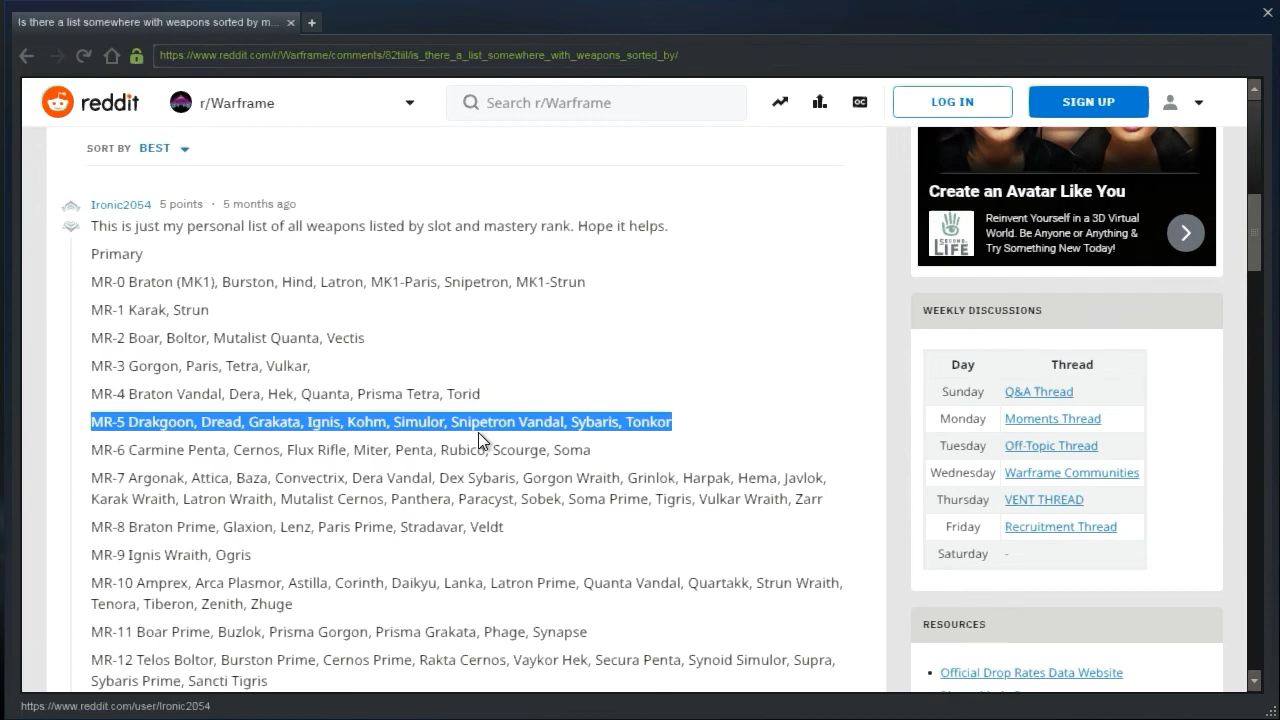 Is there a list somewhere with weapons sorted by m...
https://www.reddit.com/r/Warframe/comments/82tiil/is_there_a_list_somewhere_with_weapons_sorted_by/
reddit
r/Warframe
Search r/Warframe
OC
LOG IN
SIGN UP
SORT BY BEST
Ironic2054 5 points · 5 months ago
This is just my personal list of all weapons listed by slot and mastery rank. Hope it helps.
Primary
MR-0 Braton (MK1), Burston, Hind, Latron, MK1-Paris, Snipetron, MK1-Strun
MR-1 Karak, Strun
MR-2 Boar, Boltor, Mutalist Quanta, Vectis
MR-3 Gorgon, Paris, Tetra, Vulkar,
MR-4 Braton Vandal, Dera, Hek, Quanta, Prisma Tetra, Torid
MR-5 Drakgoon, Dread, Grakata, Ignis, Kohm, Simulor, Snipetron Vandal, Sybaris, Tonkor
MR-6 Carmine Penta, Cernos, Flux Rifle, Miter, Penta, Rubico, Scourge, Soma
MR-7 Argonak, Attica, Baza, Convectrix, Dera Vandal, Dex Sybaris, Gorgon Wraith, Grinlok, Harpak, Hema, Javlok,
Karak Wraith, Latron Wraith, Mutalist Cernos, Panthera, Paracyst, Sobek, Soma Prime, Tigris, Vulkar Wraith, Zarr
MR-8 Braton Prime, Glaxion, Lenz, Paris Prime, Stradavar, Veldt
MR-9 Ignis Wraith, Ogris
MR-10 Amprex, Arca Plasmor, Astilla, Corinth, Daikyu, Lanka, Latron Prime, Quanta Vandal, Quartakk, Strun Wraith,
Tenora, Tiberon, Zenith, Zhuge
MR-11 Boar Prime, Buzlok, Prisma Gorgon, Prisma Grakata, Phage, Synapse
MR-12 Telos Boltor, Burston Prime, Cernos Prime, Rakta Cernos, Vaykor Hek, Secura Penta, Synoid Simulor, Supra,
Sybaris Prime, Sancti Tigris
Create an Avatar Like You
SECOND LIFE
Reinvent Yourself in a 3D Virtual
World. Be Anyone or Anything &
Try Something New Today!
WEEKLY DISCUSSIONS
Day Thread
Sunday Q&A Thread
Monday Moments Thread
Tuesday Off-Topic Thread
Wednesday Warframe Communities
Thursday VENT THREAD
Friday Recruitment Thread
Saturday -
RESOURCES
Official Drop Rates Data Website
https://www.reddit.com/user/Ironic2054